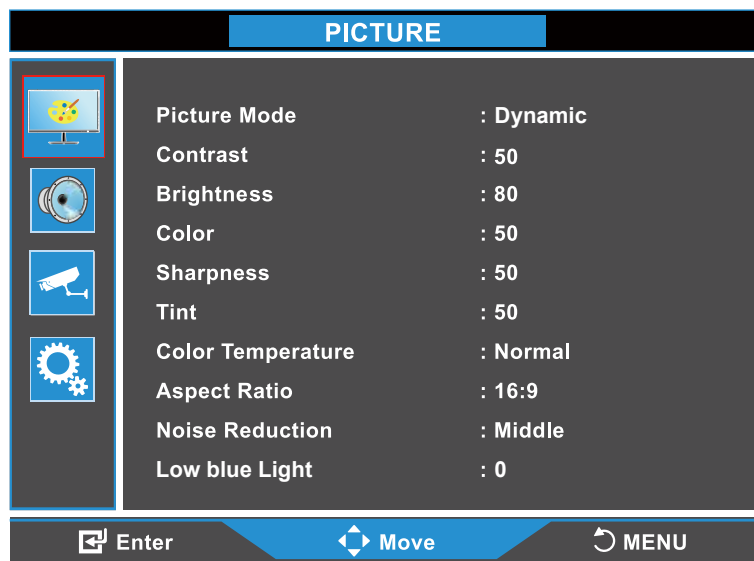 PICTURE
Picture Mode : Dynamic
Contrast : 50
Brightness : 80
Color : 50
Sharpness : 50
Tint : 50
Color Temperature : Normal
Aspect Ratio : 16:9
Noise Reduction : Middle
Low blue Light : 0
Enter Move MENU